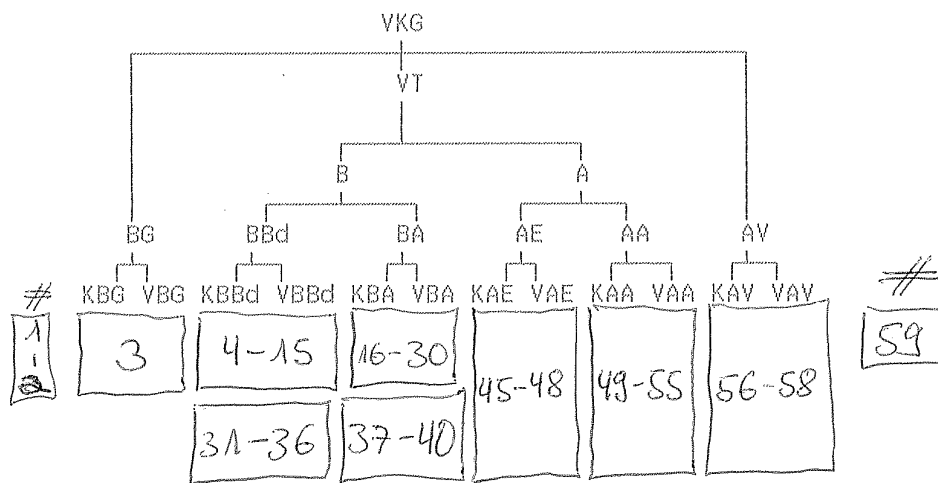 VKG
VT
B A
BG BBd BA AE AA AV
# KBG VBG KBBd VBBd KBA VBA KAE VAE KAA VAA KAV VAV #
1 - 3 4-15 16-30 45-48 49-55 56-58 59
31-36 37-40